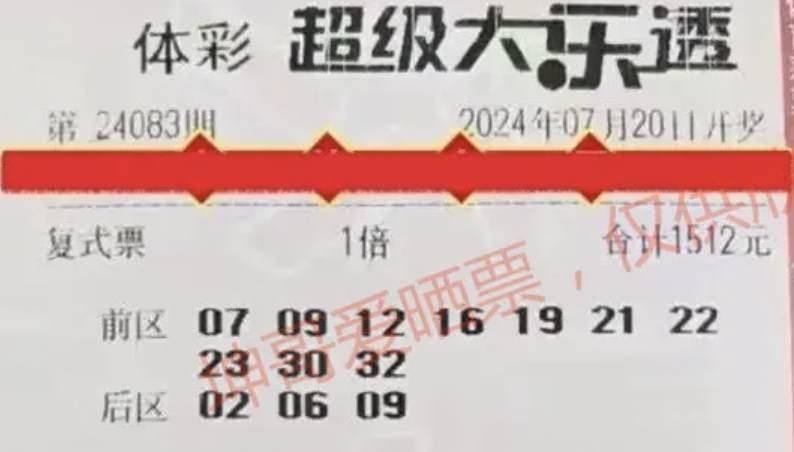 体彩 超级大乐透
第 24083期 2024年07月20日开奖
复式票 1倍 合计1512元
前区 07 09 12 16 19 21 22
23 30 32
后区 02 06 09
坤哥爱晒票，仅供